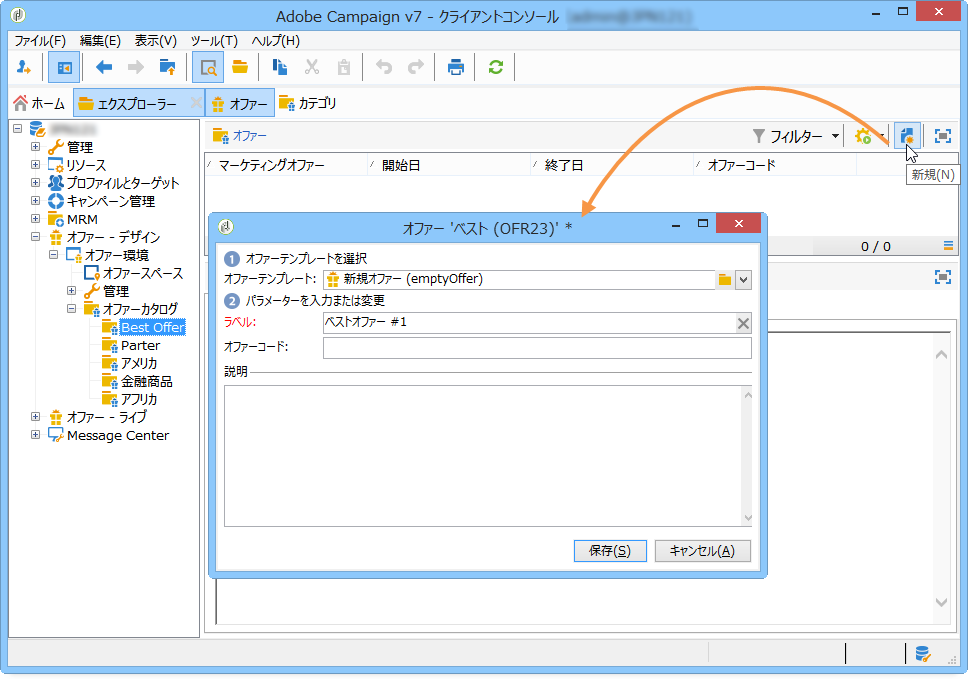 Adobe Campaign v7 - クライアントコンソール
ファイル(F) 編集(E) 表示(V) ツール(T) ヘルプ(H)
ホーム エクスプローラー オファー カテゴリ
管理
リソース
プロファイルとターゲット
キャンペーン管理
MRM
オファー - デザイン
オファー環境
オファースペース
管理
オファーカタログ
Best Offer
Parter
アメリカ
金融商品
アフリカ
オファー - ライブ
Message Center
オファー フィルター
新規(N)
マーケティングオファー 開始日 終了日 オファーコード
0 / 0
オファー 'ベスト (OFR23)' *
1 オファーテンプレートを選択
オファーテンプレート: 新規オファー (emptyOffer)
2 パラメーターを入力または変更
ラベル: ベストオファー #1
オファーコード:
説明
保存(S) キャンセル(A)